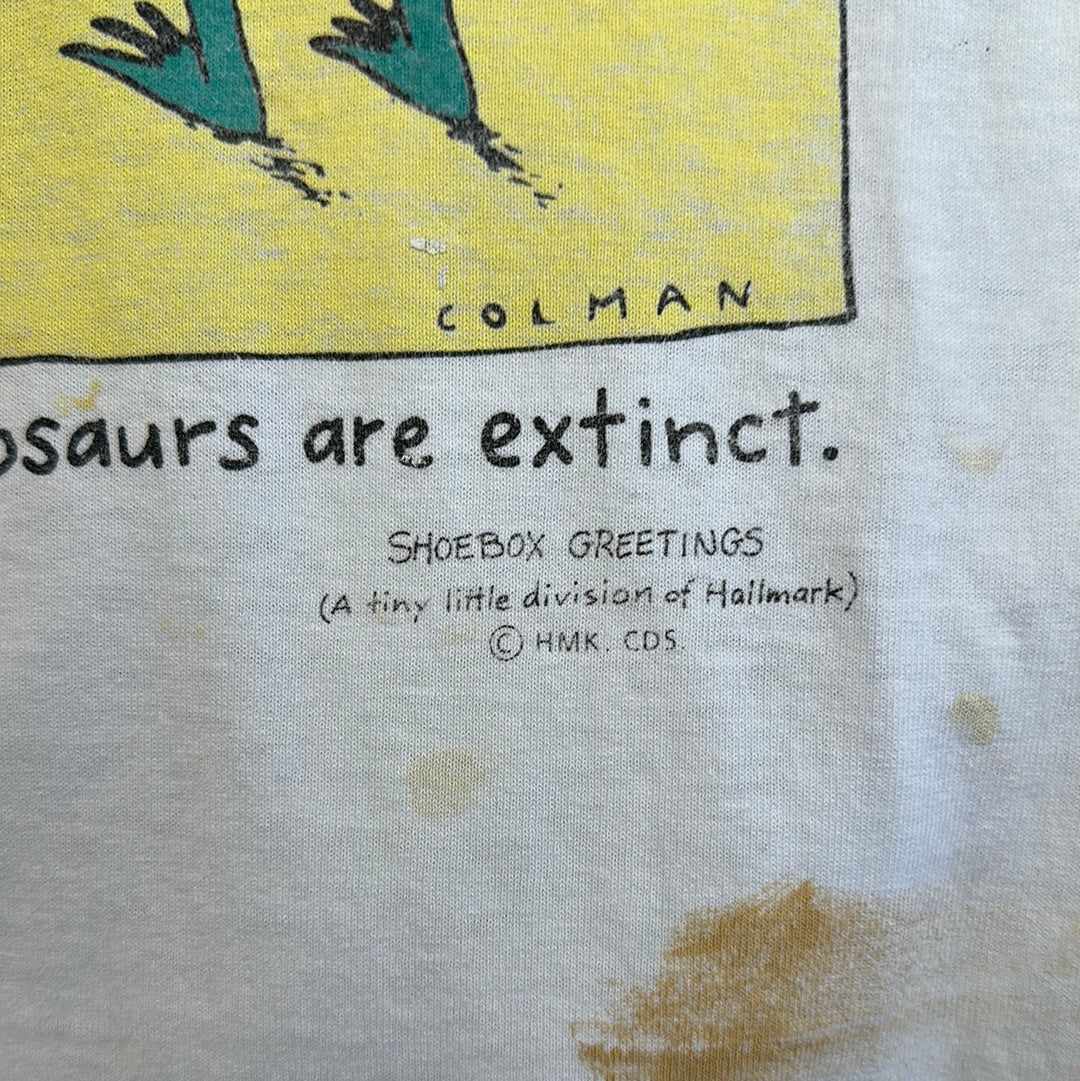 COLMAN
osaurs are extinct.
SHOEBOX GREETINGS
(A tiny little division of Hallmark)
© HMK. CDS